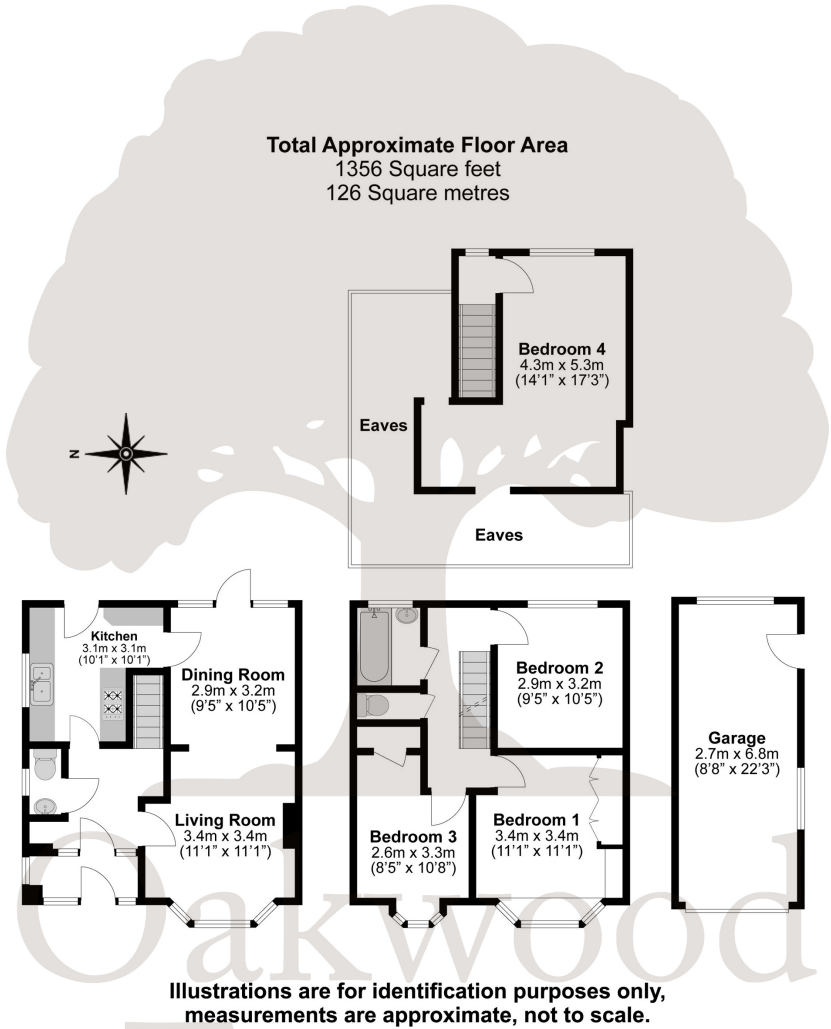 Total Approximate Floor Area
1356 Square feet
126 Square metres
Bedroom 4
4.3m x 5.3m
(14'1" x 17'3")
Eaves
Eaves
N
Kitchen
3.1m x 3.1m
(10'1" x 10'1")
Dining Room
2.9m x 3.2m
(9'5" x 10'5")
Living Room
3.4m x 3.4m
(11'1" x 11'1")
Bedroom 2
2.9m x 3.2m
(9'5" x 10'5")
Bedroom 3
2.6m x 3.3m
(8'5" x 10'8")
Bedroom 1
3.4m x 3.4m
(11'1" x 11'1")
Garage
2.7m x 6.8m
(8'8" x 22'3")
Oakwood
Illustrations are for identification purposes only,
measurements are approximate, not to scale.